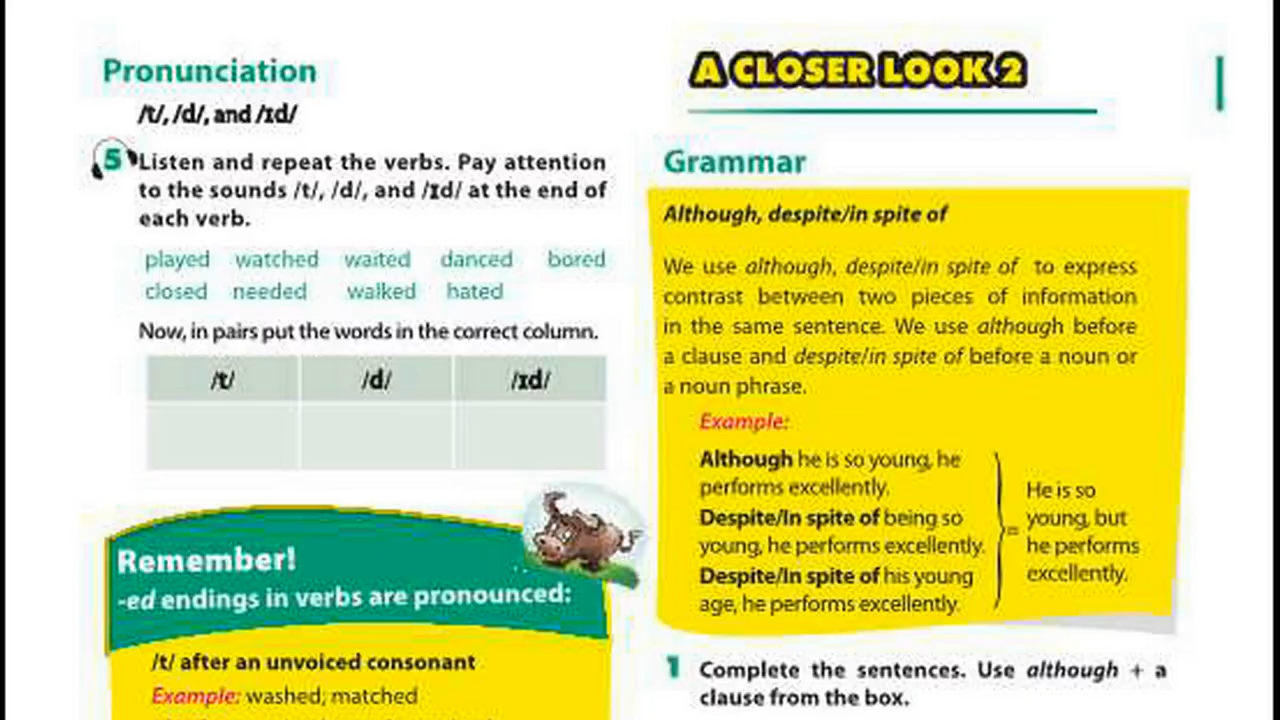 Pronunciation
/t/, /d/, and /ɪd/
5 Listen and repeat the verbs. Pay attention
to the sounds /t/, /d/, and /ɪd/ at the end of
each verb.
played watched waited danced bored
closed needed walked hated
Now, in pairs put the words in the correct column.
/t/ /d/ /ɪd/
Remember!
-ed endings in verbs are pronounced:
/t/ after an unvoiced consonant
Example: washed; matched
A CLOSER LOOK 2
Grammar
Although, despite/in spite of
We use although, despite/in spite of to express
contrast between two pieces of information
in the same sentence. We use although before
a clause and despite/in spite of before a noun or
a noun phrase.
Example:
Although he is so young, he
performs excellently.
Despite/In spite of being so
young, he performs excellently.
Despite/In spite of his young
age, he performs excellently.
=
He is so
young, but
he performs
excellently.
1 Complete the sentences. Use although + a
clause from the box.